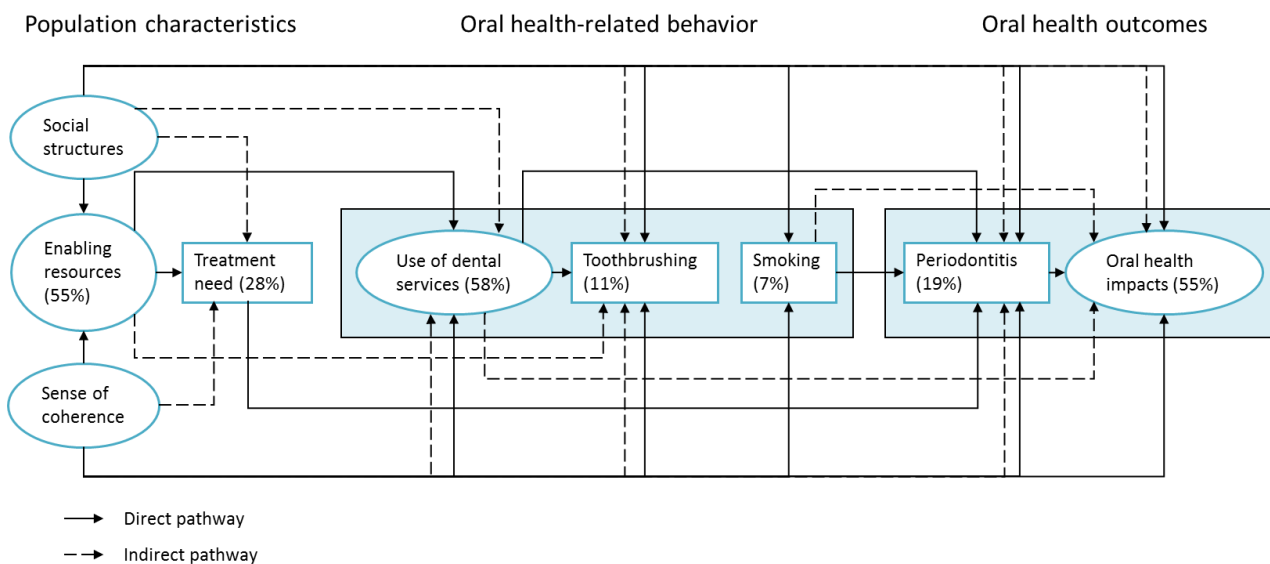 Population characteristics
Oral health-related behavior
Oral health outcomes
Social
structures
Enabling
resources
(55%)
Treatment
need (28%)
Use of dental
services (58%)
Toothbrushing
(11%)
Smoking
(7%)
Periodontitis
(19%)
Oral health
impacts (55%)
Sense of
coherence
Direct pathway
Indirect pathway